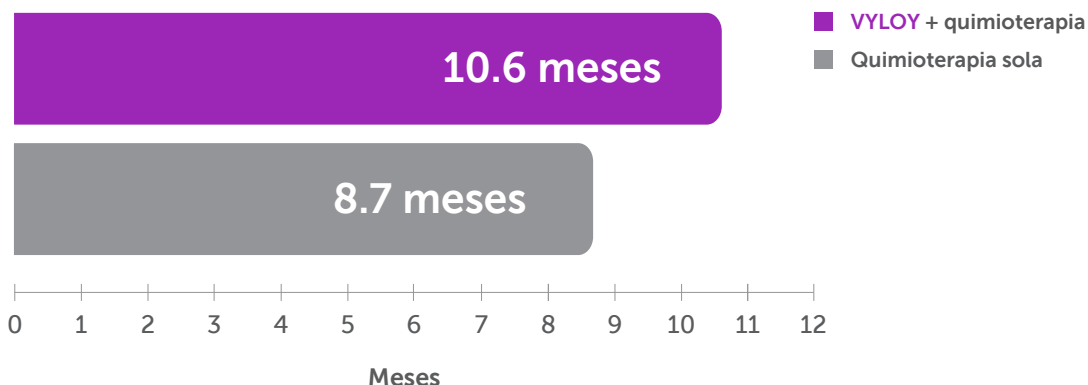 10.6 meses
VYLOY + quimioterapia
Quimioterapia sola
8.7 meses
0 1 2 3 4 5 6 7 8 9 10 11 12
Meses